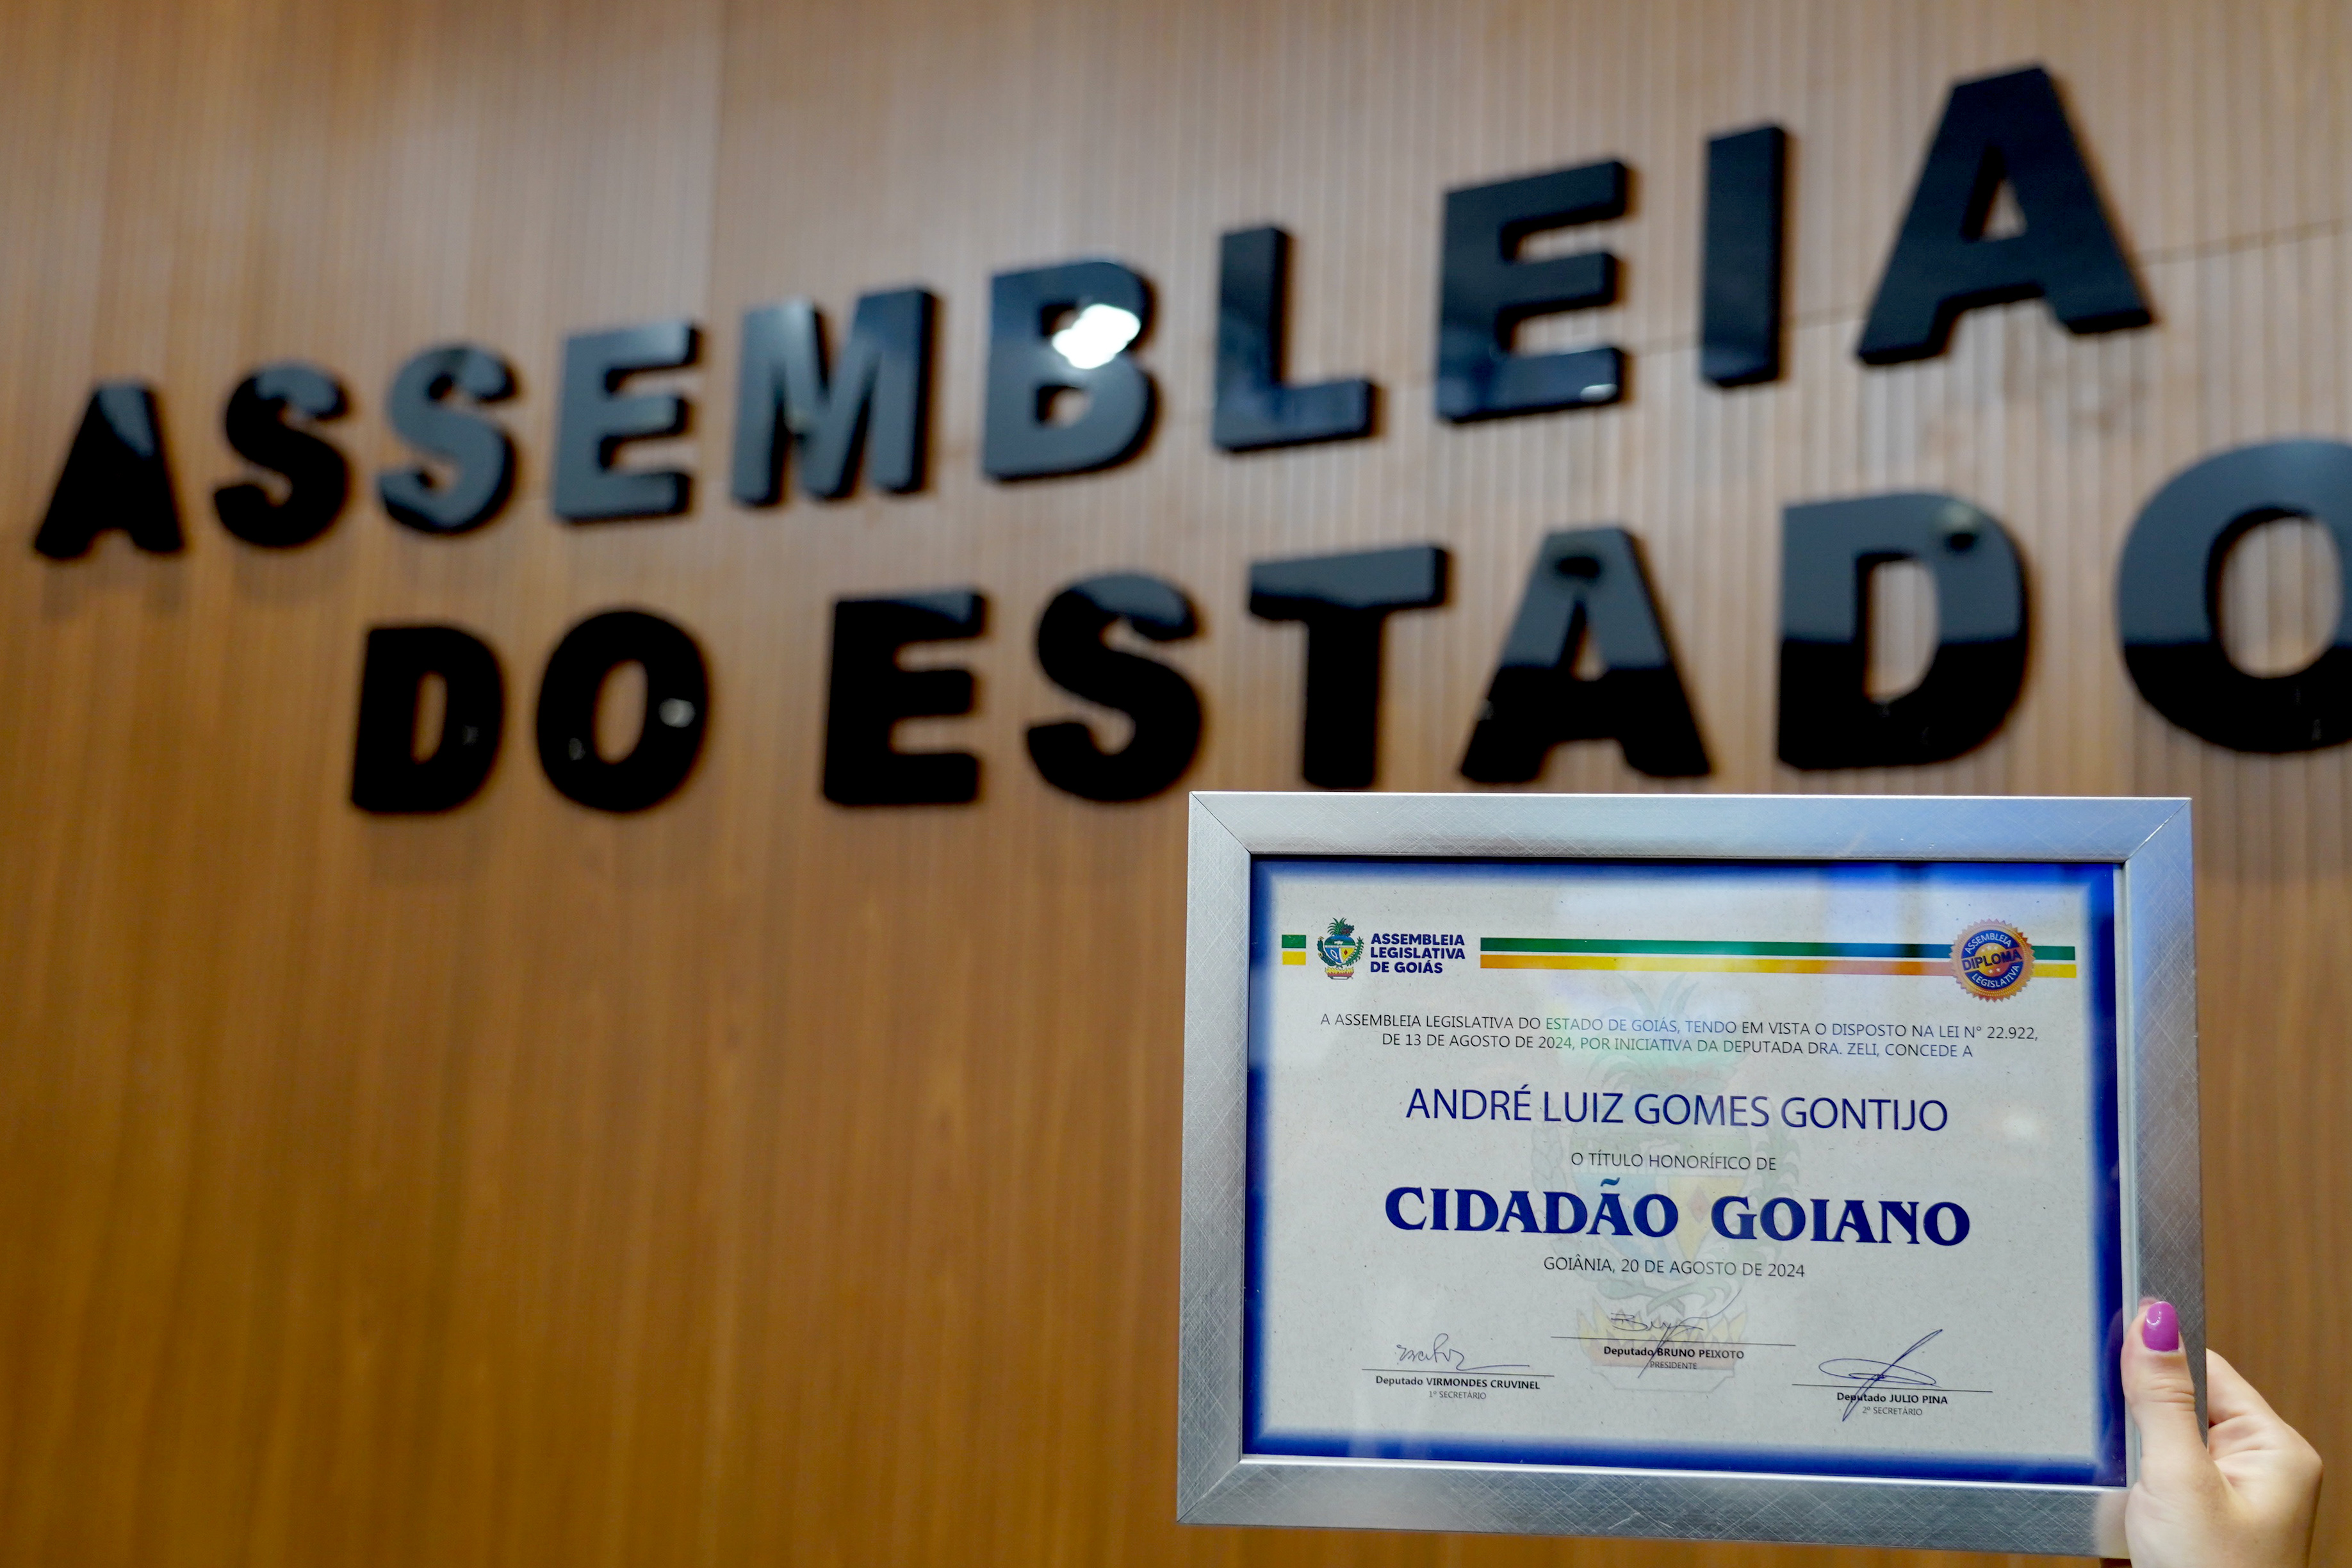 ASSEMBLEIA
DO ESTADO
ASSEMBLEIA
LEGISLATIVA
DE GOIÁS
ASSEMBLEIA
DIPLOMA
LEGISLATIVA
A ASSEMBLEIA LEGISLATIVA DO ESTADO DE GOIÁS, TENDO EM VISTA O DISPOSTO NA LEI N° 22.922,
DE 13 DE AGOSTO DE 2024, POR INICIATIVA DA DEPUTADA DRA. ZELI, CONCEDE A
ANDRÉ LUIZ GOMES GONTIJO
O TÍTULO HONORÍFICO DE
CIDADÃO GOIANO
GOIÂNIA, 20 DE AGOSTO DE 2024
Deputado BRUNO PEIXOTO
PRESIDENTE
Deputado VIRMONDES CRUVINEL
1º SECRETÁRIO
Deputado JULIO PINA
2º SECRETÁRIO